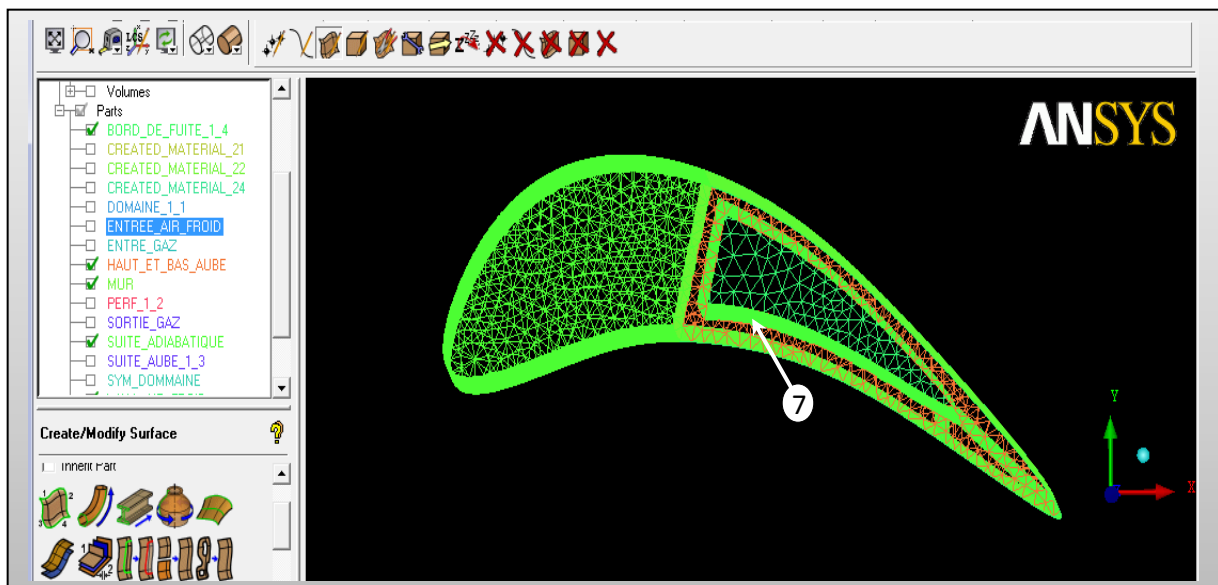 LCS
Volumes
Parts
BORD_DE_FUITE_1_4
CREATED_MATERIAL_21
CREATED_MATERIAL_22
CREATED_MATERIAL_24
DOMAINE_1_1
ENTREE_AIR_FROID
ENTRE_GAZ
HAUT_ET_BAS_AUBE
MUR
PERF_1_2
SORTIE_GAZ
SUITE_ADIABATIQUE
SUITE_AUBE_1_3
SYM_DOMMAINE
Create/Modify Surface
Inherit Part
ANSYS
7
Y
X